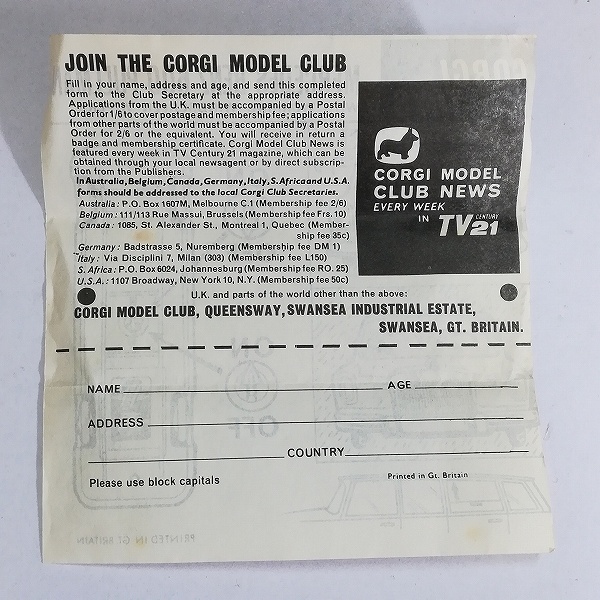 JOIN THE CORGI MODEL CLUB
Fill in your name, address and age, and send this completed
form to the Club Secretary at the appropriate address.
Applications from the U.K. must be accompanied by a Postal
Order for 1/6 to cover postage and membership fee; applications
from other parts of the world must be accompanied by a Postal
Order for 2/6 or the equivalent. You will receive in return a
badge and membership certificate. Corgi Model Club News is
featured every week in TV Century 21 magazine, which can be
obtained through your local newsagent or by direct subscrip-
tion from the Publishers.
In Australia, Belgium, Canada, Germany, Italy, S. Africa and U.S.A.
forms should be addressed to the local Corgi Club Secretaries.
Australia: P.O. Box 1607M, Melbourne C.1 (Membership fee 2/6)
Belgium: 111/113 Rue Massui, Brussels (Membership fee Frs. 10)
Canada: 1085, St. Alexander St., Montreal 1, Quebec (Member-
ship fee 35c)
Germany: Badstrasse 5, Nuremberg (Membership fee DM 1)
Italy: Via Disciplini 7, Milan (303) (Membership fee L150)
S. Africa: P.O. Box 6024, Johannesburg (Membership fee RO. 25)
U.S.A.: 1107 Broadway, New York 10, N.Y. (Membership fee 50c)
CORGI MODEL
CLUB NEWS
EVERY WEEK
IN TV CENTURY 21
U.K. and parts of the world other than the above:
CORGI MODEL CLUB, QUEENSWAY, SWANSEA INDUSTRIAL ESTATE,
SWANSEA, GT. BRITAIN.
NAME AGE
ADDRESS
COUNTRY
Please use block capitals Printed in Gt. Britain
ON
OFF
PRINTED IN GT. BRITAIN